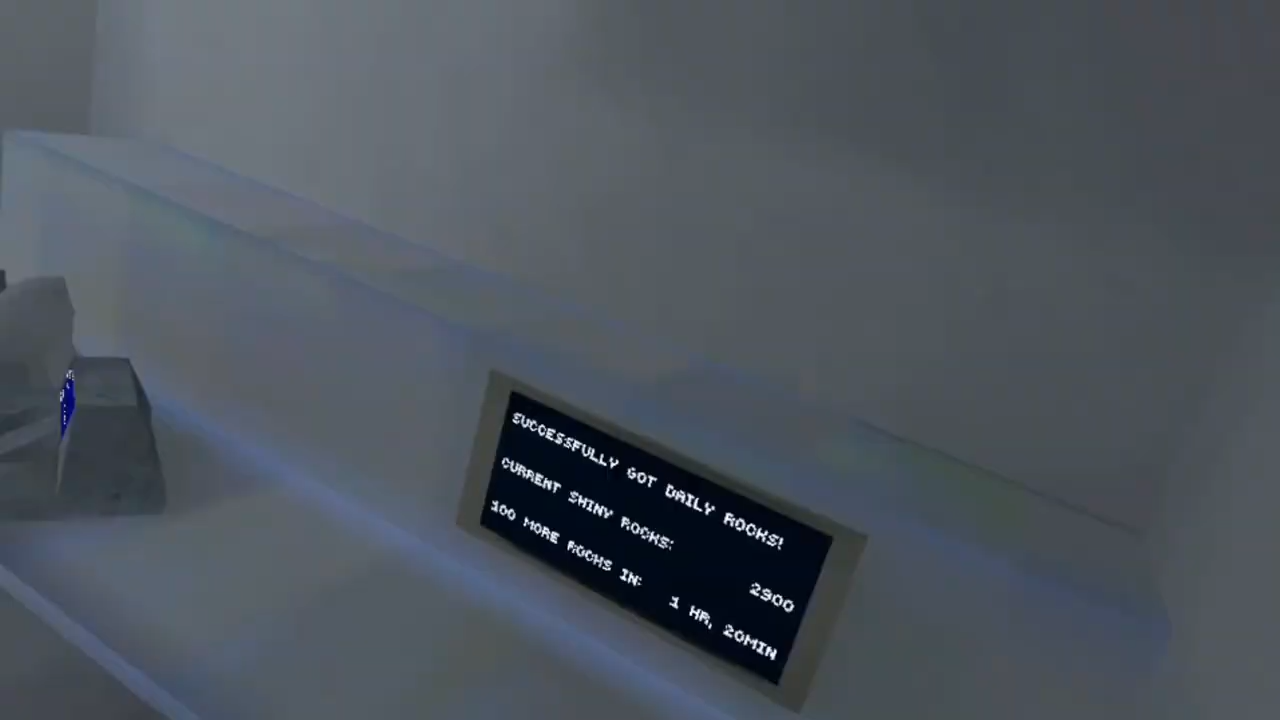 SUCCESSFULLY GOT DAILY ROCKS!
CURRENT SHINY ROCKS:
2900
100 MORE ROCKS IN:
1 HR, 20MIN